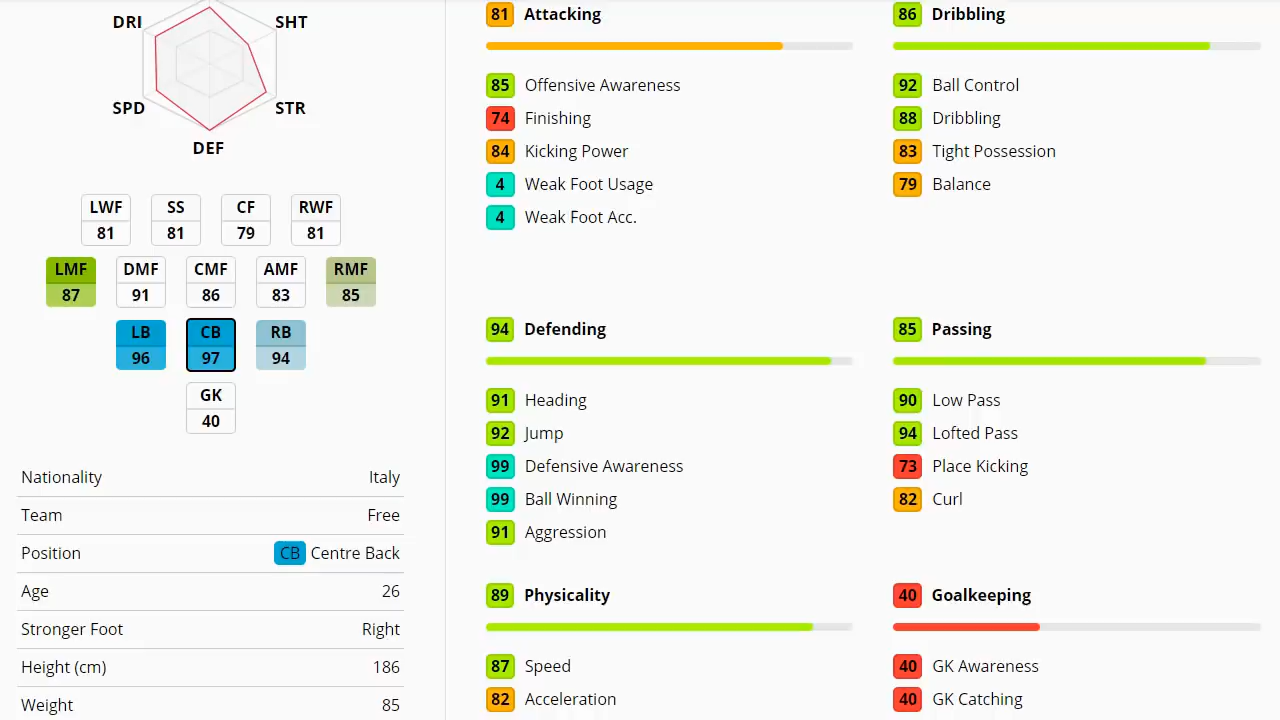 DRI SHT
SPD STR
DEF
LWF SS CF RWF
81 81 79 81
LMF DMF CMF AMF RMF
87 91 86 83 85
LB CB RB
96 97 94
GK
40
Nationality Italy
Team Free
Position CB Centre Back
Age 26
Stronger Foot Right
Height (cm) 186
Weight 85
81 Attacking
85 Offensive Awareness
74 Finishing
84 Kicking Power
4 Weak Foot Usage
4 Weak Foot Acc.
86 Dribbling
92 Ball Control
88 Dribbling
83 Tight Possession
79 Balance
94 Defending
91 Heading
92 Jump
99 Defensive Awareness
99 Ball Winning
91 Aggression
85 Passing
90 Low Pass
94 Lofted Pass
73 Place Kicking
82 Curl
89 Physicality
87 Speed
82 Acceleration
40 Goalkeeping
40 GK Awareness
40 GK Catching